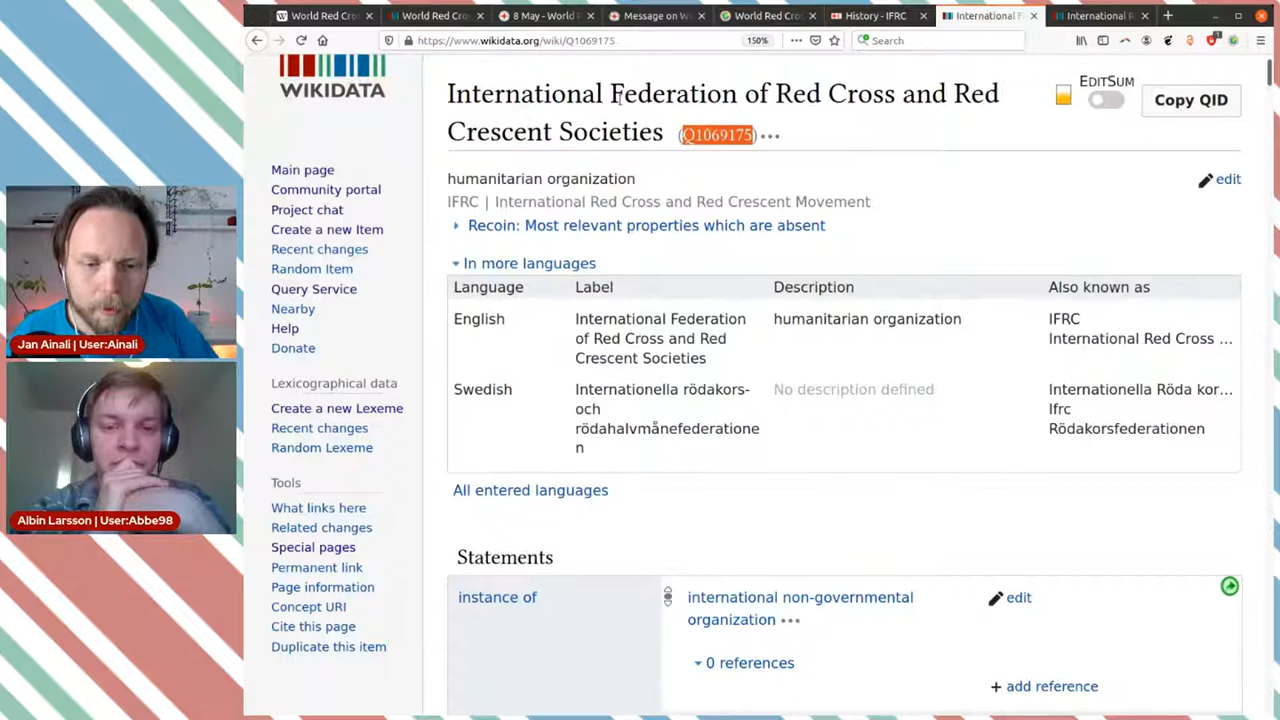 World Red Cro
World Red Cro
8 May - World
Message on W
World Red Cro
History - IFRC
International F
International R
https://www.wikidata.org/wiki/Q1069175
150%
Search
WIKIDATA
International Federation of Red Cross and Red
Crescent Societies (Q1069175)
EDITSUM
Copy QID
humanitarian organization
edit
IFRC | International Red Cross and Red Crescent Movement
Recoin: Most relevant properties which are absent
In more languages
Language Label Description Also known as
English
International Federation
of Red Cross and Red
Crescent Societies
humanitarian organization
IFRC
International Red Cross ...
Swedish
Internationella rödakors-
och
rödahalvmånefederatione
n
No description defined
Internationella Röda kor...
Ifrc
Rödakorsfederationen
All entered languages
Statements
instance of
international non-governmental
organization
edit
0 references
+ add reference
Main page
Community portal
Project chat
Create a new Item
Recent changes
Random Item
Query Service
Nearby
Help
Donate
Lexicographical data
Create a new Lexeme
Recent changes
Random Lexeme
Tools
What links here
Related changes
Special pages
Permanent link
Page information
Concept URI
Cite this page
Duplicate this item
Jan Ainali | User:Ainali
Albin Larsson | User:Abbe98